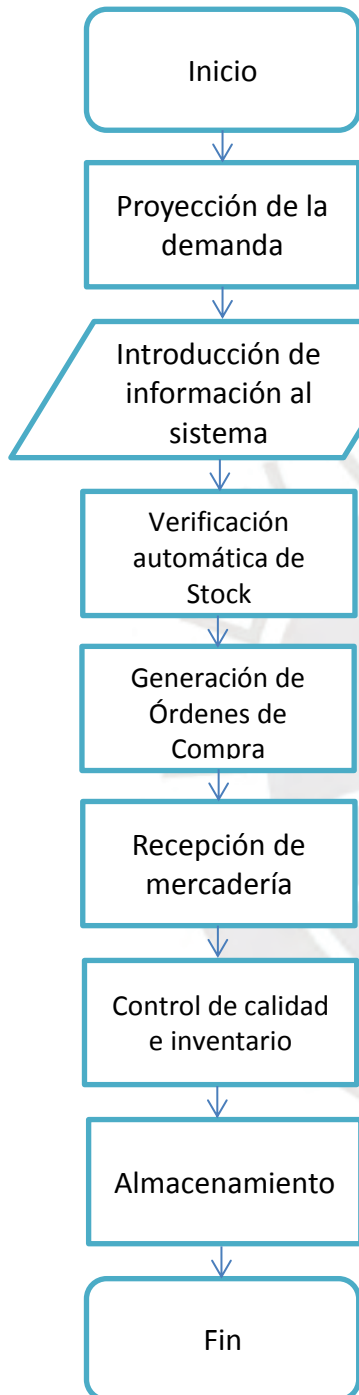 Inicio
Proyección de la
demanda
Introducción de
información al
sistema
Verificación
automática de
Stock
Generación de
Órdenes de
Compra
Recepción de
mercadería
Control de calidad
e inventario
Almacenamiento
Fin